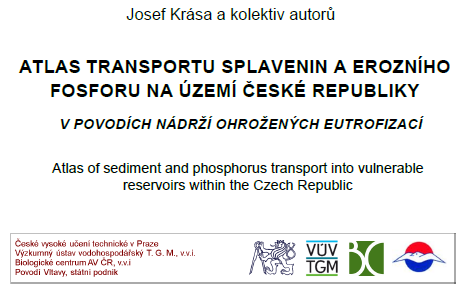 Josef Krása a kolektiv autorů
ATLAS TRANSPORTU SPLAVENIN A EROZNÍHO
FOSFORU NA ÚZEMÍ ČESKÉ REPUBLIKY
V POVODÍCH NÁDRŽÍ OHROŽENÝCH EUTROFIZACÍ
Atlas of sediment and phosphorus transport into vulnerable
reservoirs within the Czech Republic
České vysoké učení technické v Praze
Výzkumný ústav vodohospodářský T. G. M., v.v.i.
Biologické centrum AV ČR, v.v.i
Povodí Vltavy, státní podnik
VÚV
TGM
BC